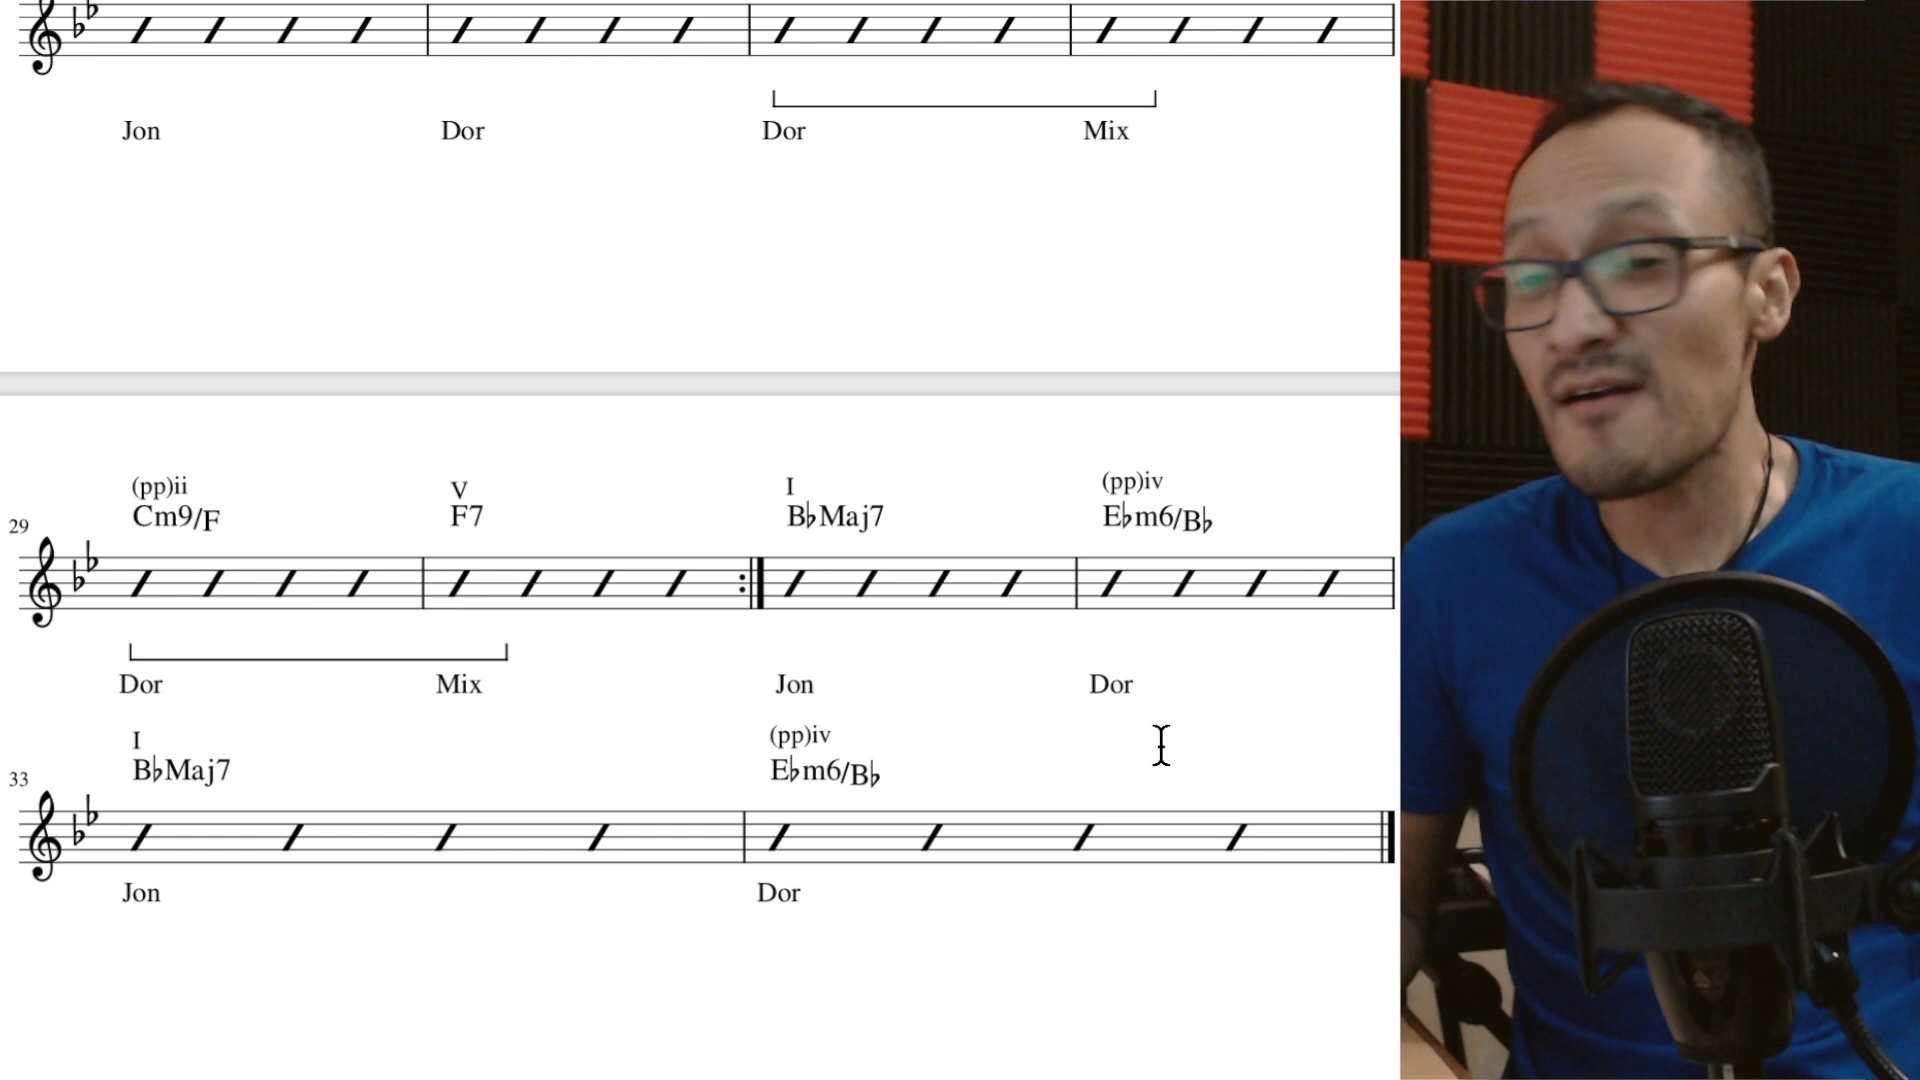 Jon Dor Dor Mix
(pp)ii V I (pp)iv
Cm9/F F7 B♭Maj7 E♭m6/B♭
29
Dor Mix Jon Dor
I (pp)iv
B♭Maj7 E♭m6/B♭
33
Jon Dor